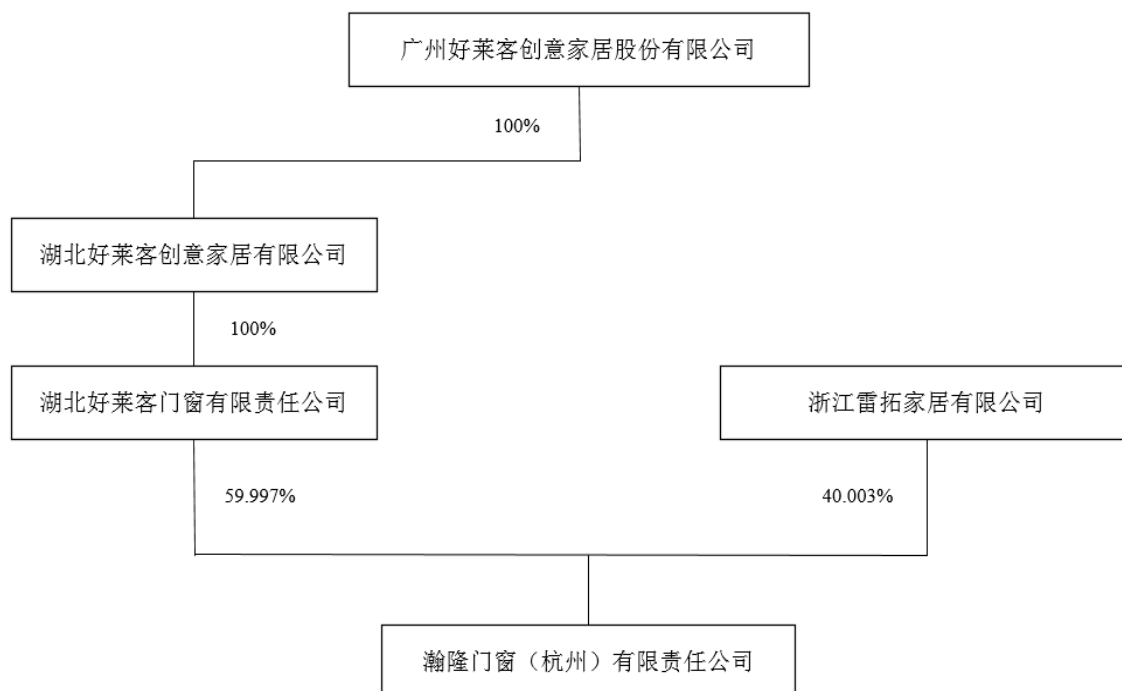 广州好莱客创意家居股份有限公司
100%
湖北好莱客创意家居有限公司
100%
湖北好莱客门窗有限责任公司
浙江雷拓家居有限公司
59.997%
40.003%
瀚隆门窗（杭州）有限责任公司